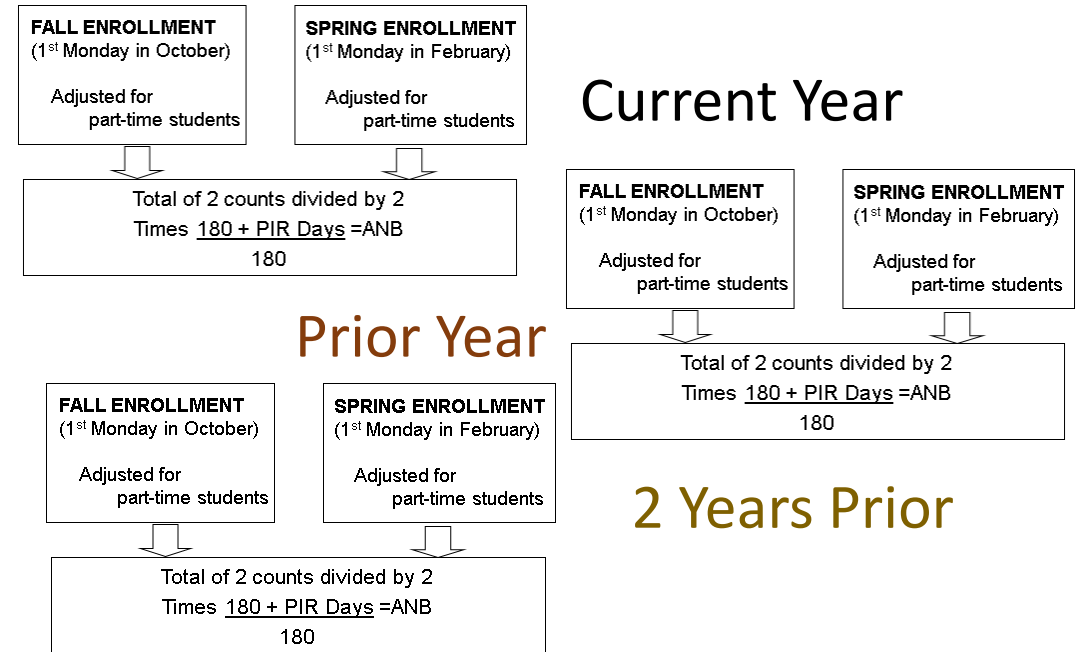 FALL ENROLLMENT
(1st Monday in October)
Adjusted for
part-time students
SPRING ENROLLMENT
(1st Monday in February)
Adjusted for
part-time students
Total of 2 counts divided by 2
Times 180 + PIR Days =ANB
180
Current Year
FALL ENROLLMENT
(1st Monday in October)
Adjusted for
part-time students
SPRING ENROLLMENT
(1st Monday in February)
Adjusted for
part-time students
Total of 2 counts divided by 2
Times 180 + PIR Days =ANB
180
Prior Year
FALL ENROLLMENT
(1st Monday in October)
Adjusted for
part-time students
SPRING ENROLLMENT
(1st Monday in February)
Adjusted for
part-time students
Total of 2 counts divided by 2
Times 180 + PIR Days =ANB
180
2 Years Prior